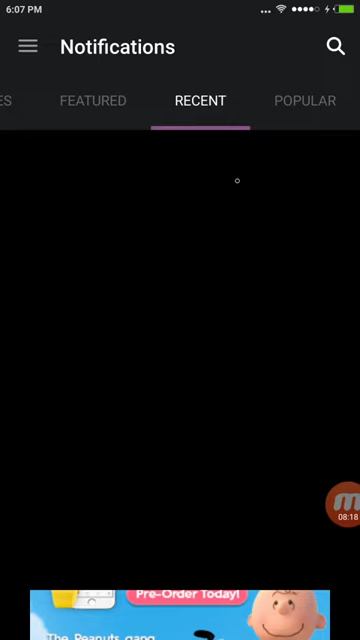 6:07 PM
Notifications
ES FEATURED RECENT POPULAR
08:18
Pre-Order Today!
The Peanuts gang